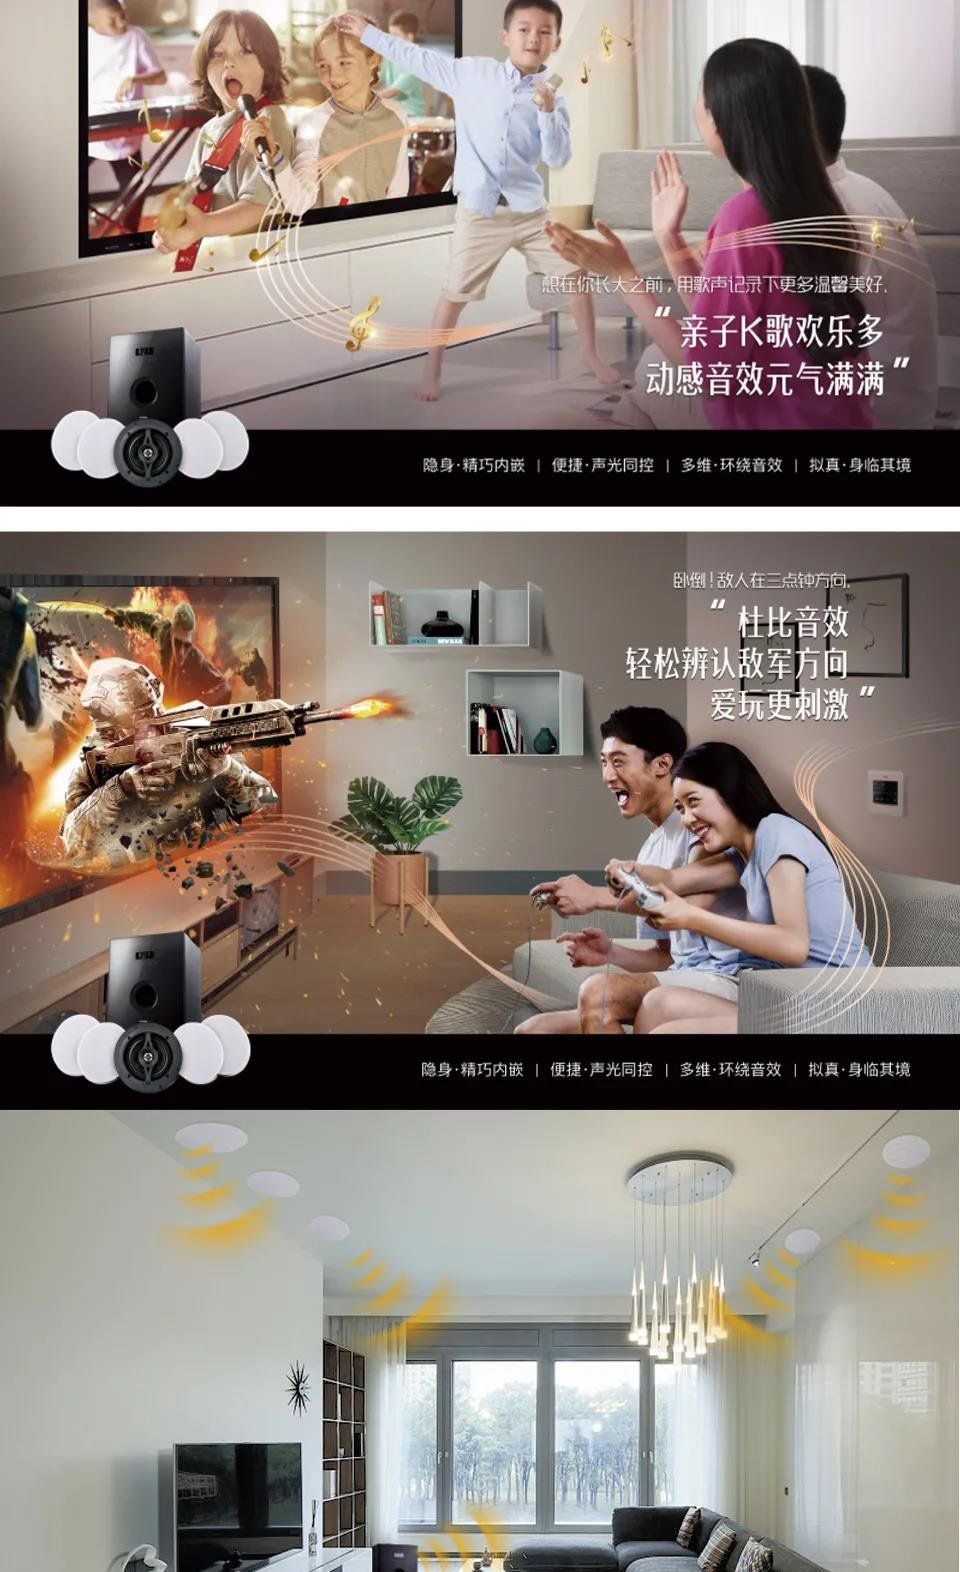 想在你长大之前，用歌声记录下更多温馨美好。
“亲子K歌欢乐多
动感音效元气满满”
隐身·精巧内嵌 | 便捷·声光同控 | 多维·环绕音效 | 拟真·身临其境
卧倒！敌人在三点钟方向。
“杜比音效
轻松辨认敌军方向
爱玩更刺激”
隐身·精巧内嵌 | 便捷·声光同控 | 多维·环绕音效 | 拟真·身临其境